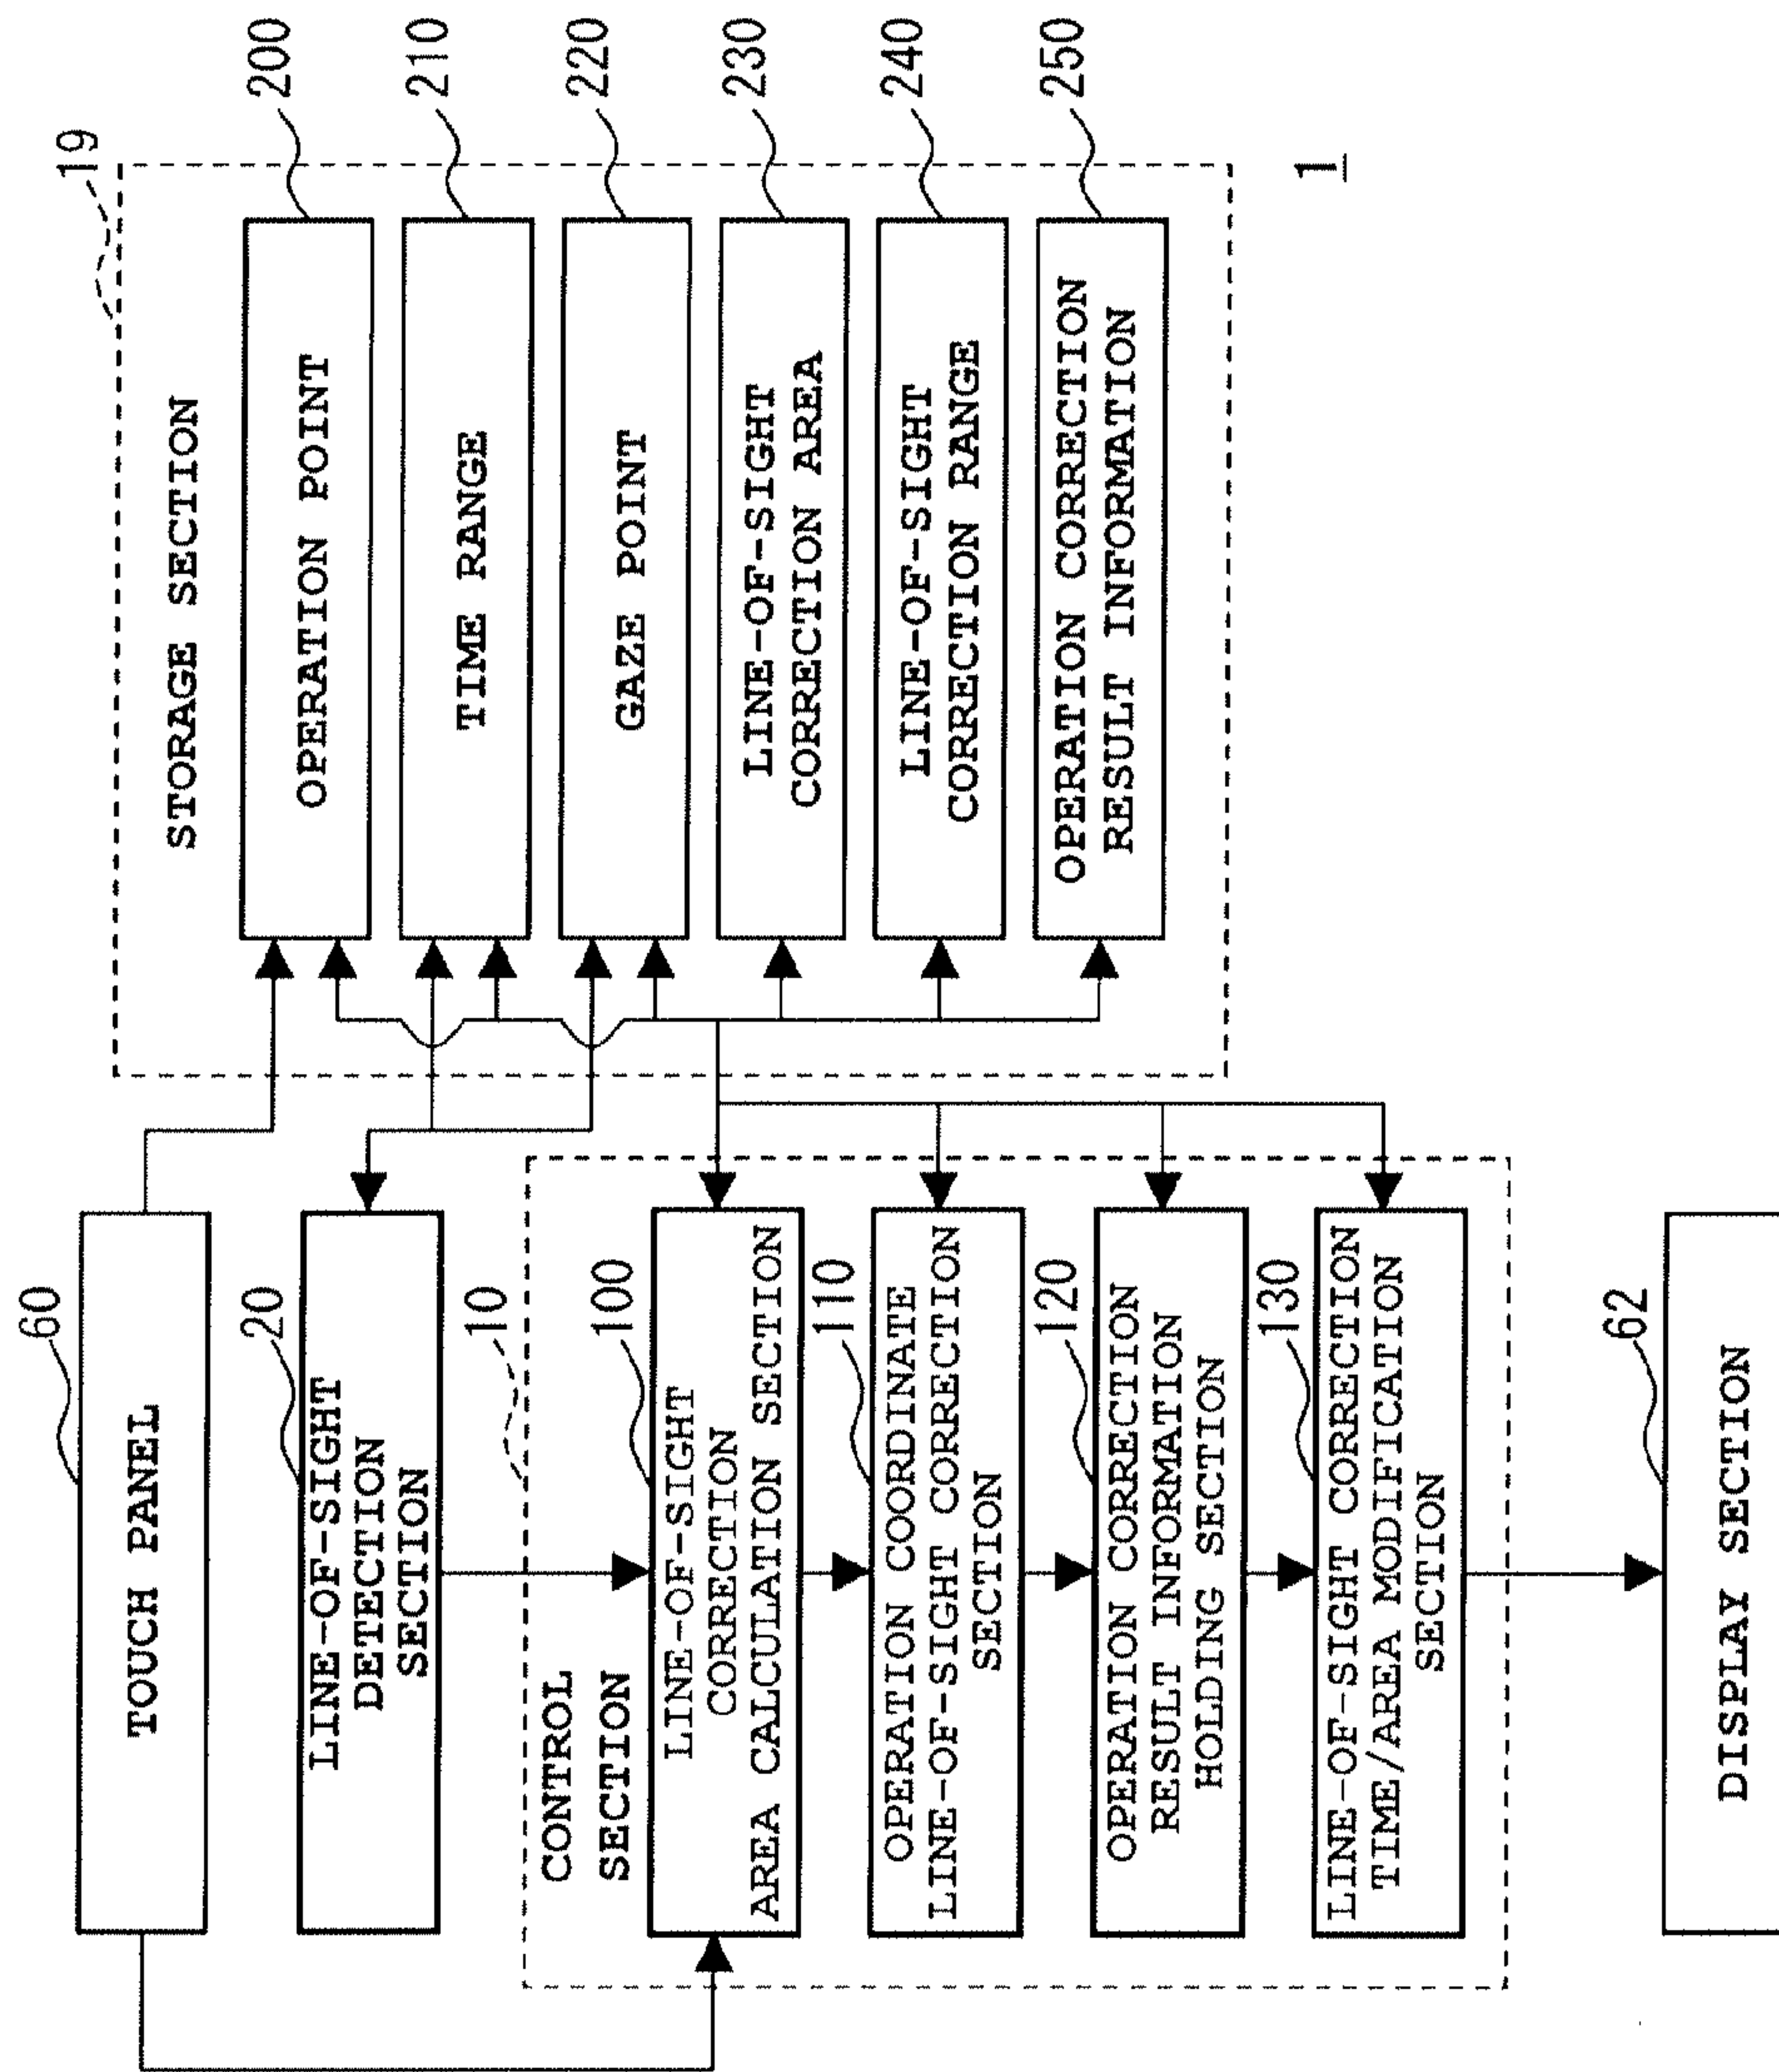 60
TOUCH PANEL
20
LINE-OF-SIGHT
DETECTION
SECTION
10
CONTROL
SECTION
100
LINE-OF-SIGHT
CORRECTION
AREA CALCULATION SECTION
110
OPERATION COORDINATE
LINE-OF-SIGHT CORRECTION
SECTION
120
OPERATION CORRECTION
RESULT INFORMATION
HOLDING SECTION
130
LINE-OF-SIGHT CORRECTION
TIME/AREA MODIFICATION
SECTION
62
DISPLAY SECTION
19
STORAGE SECTION
OPERATION POINT
200
TIME RANGE
210
GAZE POINT
220
LINE-OF-SIGHT
CORRECTION AREA
230
LINE-OF-SIGHT
CORRECTION RANGE
240
OPERATION CORRECTION
RESULT INFORMATION
250
1